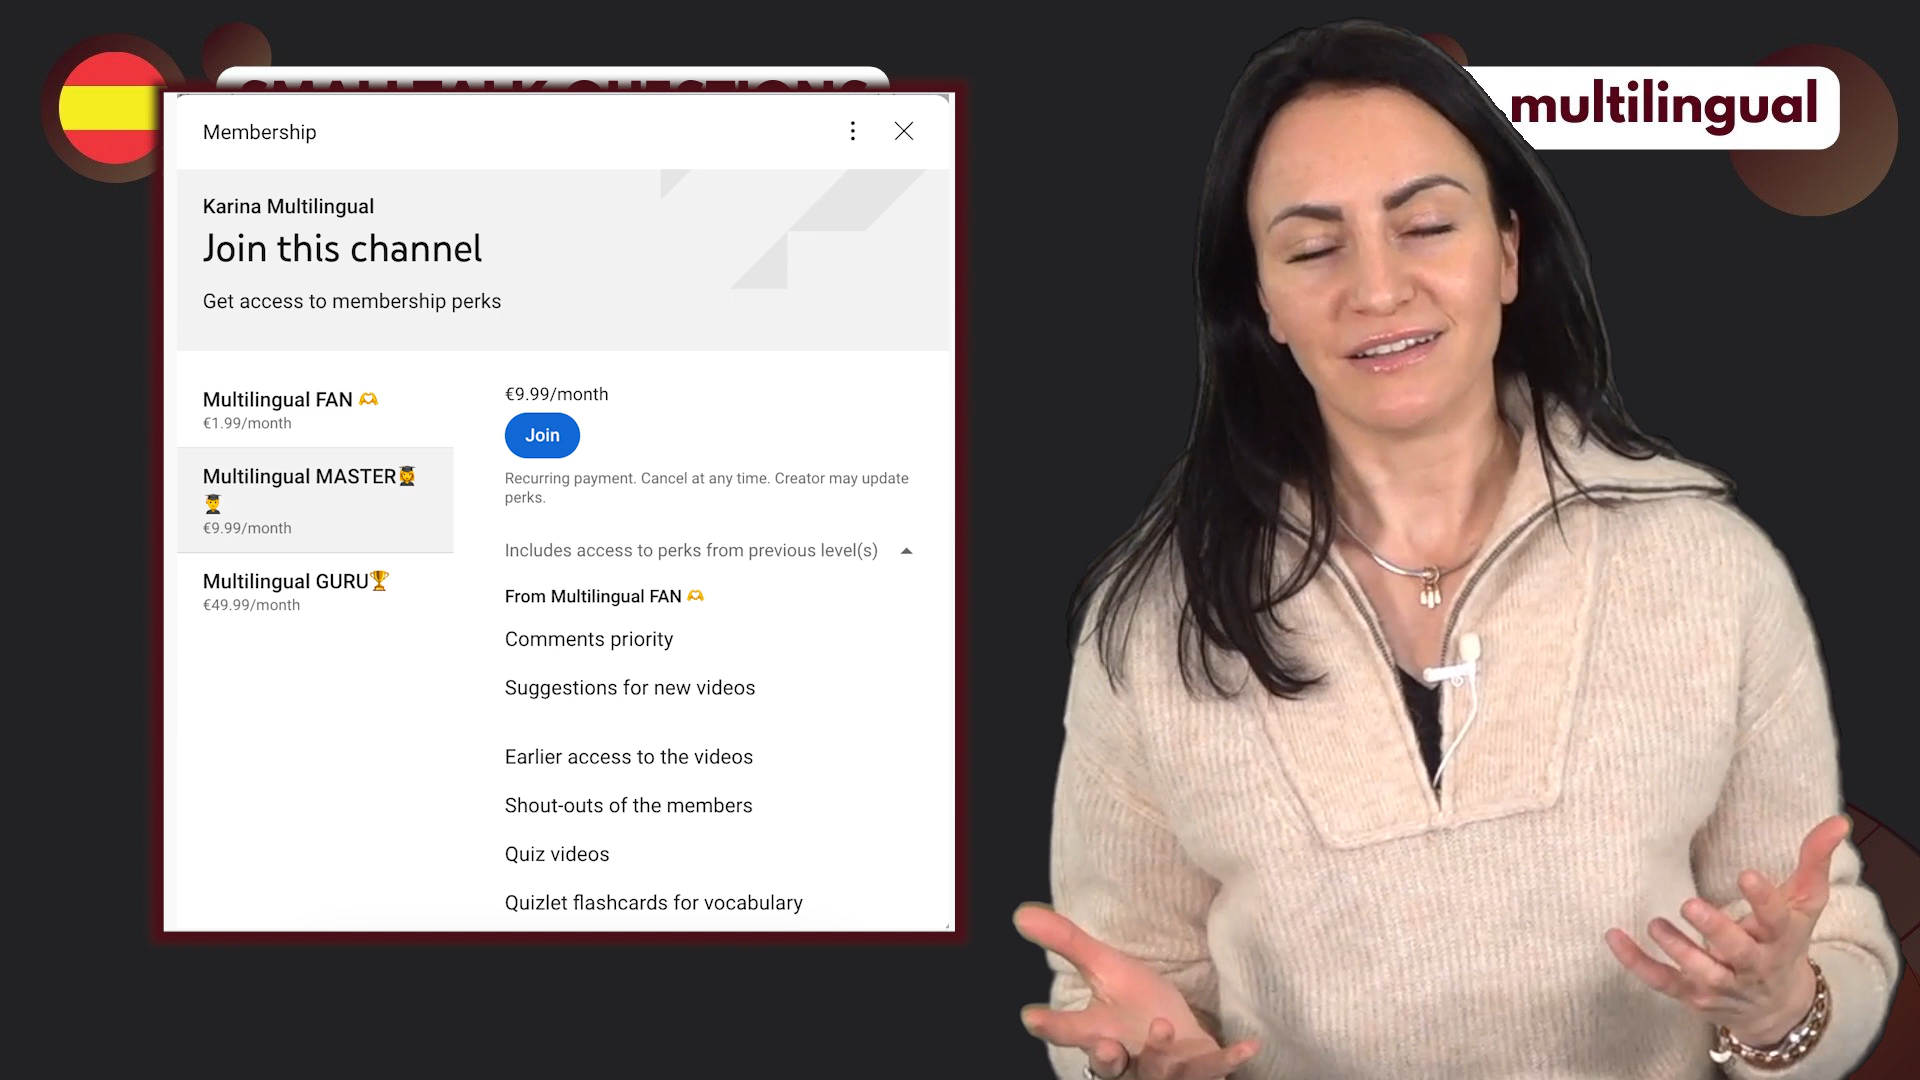 SMALL TALK QUESTIONS
multilingual
Membership
Karina Multilingual
Join this channel
Get access to membership perks
Multilingual FAN 🫶
€1.99/month
Multilingual MASTER👩‍🎓
👨‍🎓
€9.99/month
Multilingual GURU🏆
€49.99/month
€9.99/month
Join
Recurring payment. Cancel at any time. Creator may update
perks.
Includes access to perks from previous level(s)
From Multilingual FAN 🫶
Comments priority
Suggestions for new videos
Earlier access to the videos
Shout-outs of the members
Quiz videos
Quizlet flashcards for vocabulary